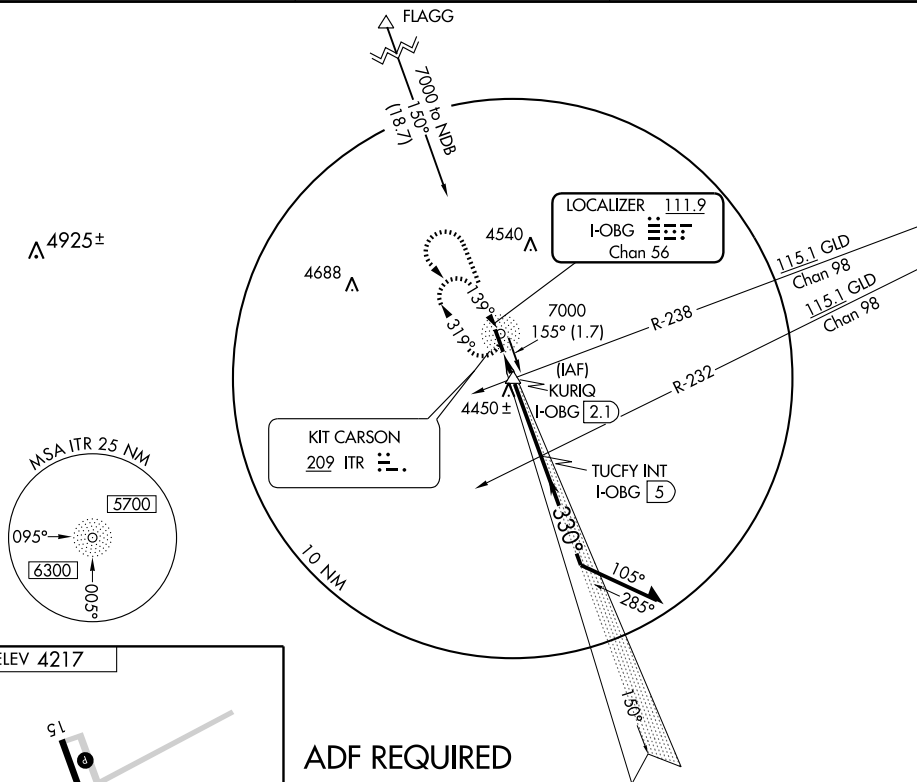 FLAGG
7000 to NDB
150°
(18.7)
4925±
4540
4688
LOCALIZER 111.9
I-OBG
Chan 56
115.1 GLD
Chan 98
115.1 GLD
Chan 98
R-238
R-232
139°
319°
7000
155° (1.7)
(IAF)
KURIQ
I-OBG 2.1
4450±
KIT CARSON
209 ITR
TUCFY INT
I-OBG 5
330°
105°
285°
150°
10 NM
MSA ITR 25 NM
5700
095°
6300
005°
ELEV 4217
15
P
ADF REQUIRED